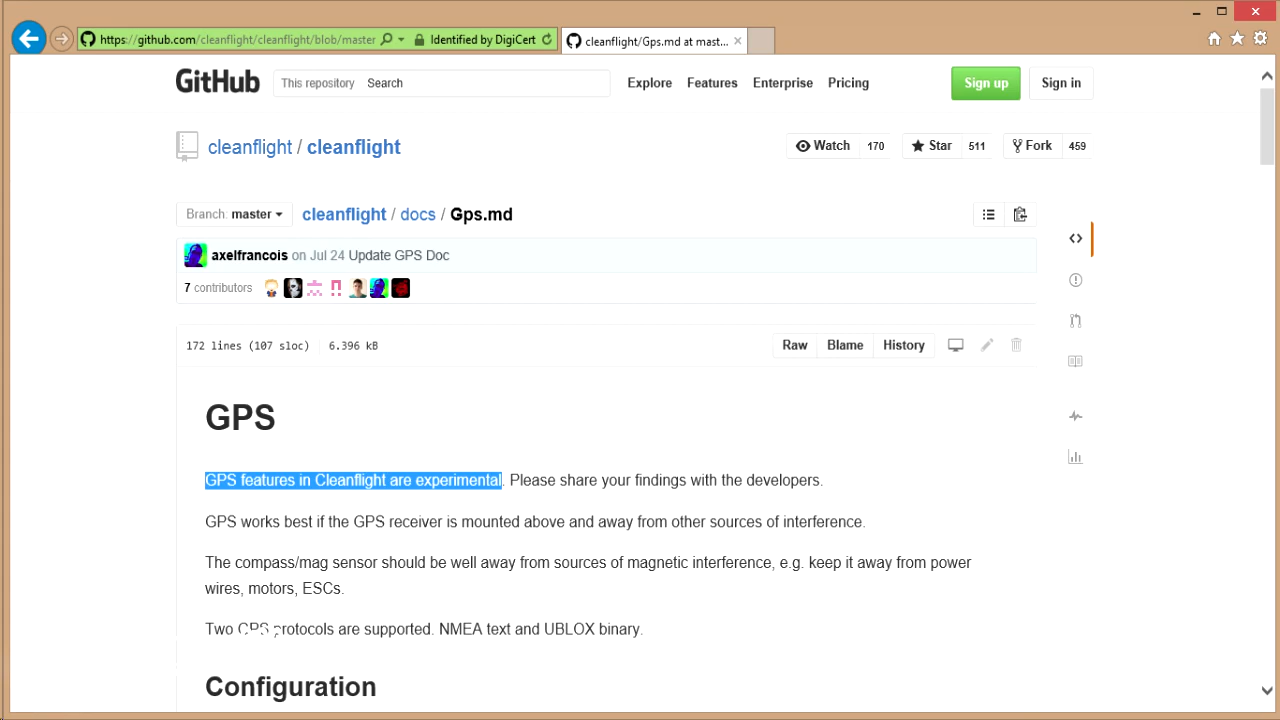 https://github.com/cleanflight/cleanflight/blob/master Identified by DigiCert cleanflight/Gps.md at mast...
GitHub This repository Search Explore Features Enterprise Pricing Sign up Sign in
cleanflight / cleanflight Watch 170 Star 511 Fork 459
Branch: master cleanflight / docs / Gps.md
axelfrancois on Jul 24 Update GPS Doc
7 contributors
172 lines (107 sloc) 6.396 kB Raw Blame History
GPS
GPS features in Cleanflight are experimental. Please share your findings with the developers.
GPS works best if the GPS receiver is mounted above and away from other sources of interference.
The compass/mag sensor should be well away from sources of magnetic interference, e.g. keep it away from power
wires, motors, ESCs.
Two GPS protocols are supported. NMEA text and UBLOX binary.
Configuration